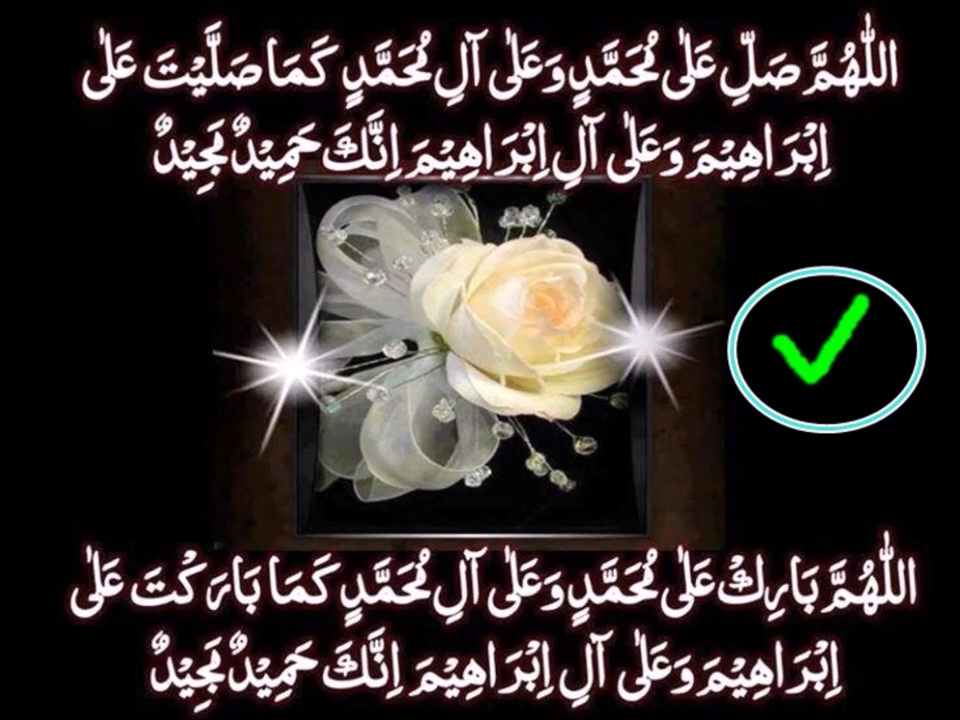 اللّٰهُمَّ صَلِّ عَلٰى مُحَمَّدٍ وَعَلٰى آلِ مُحَمَّدٍ كَمَا صَلَّيْتَ عَلٰى
اِبْرَاهِيْمَ وَعَلٰى آلِ اِبْرَاهِيْمَ اِنَّكَ حَمِيْدٌ مَجِيْدٌ
اللّٰهُمَّ بَارِكْ عَلٰى مُحَمَّدٍ وَعَلٰى آلِ مُحَمَّدٍ كَمَا بَارَكْتَ عَلٰى
اِبْرَاهِيْمَ وَعَلٰى آلِ اِبْرَاهِيْمَ اِنَّكَ حَمِيْدٌ مَجِيْدٌ